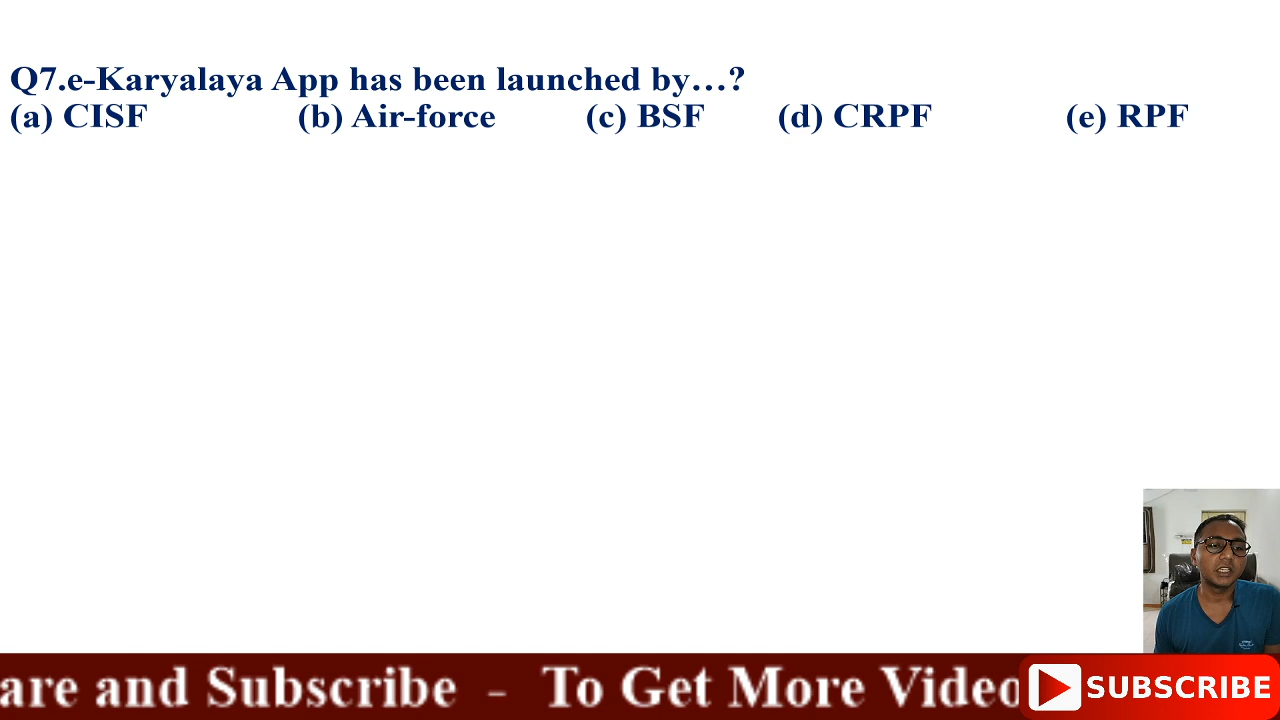 Q7.e-Karyalaya App has been launched by…?
(a) CISF (b) Air-force (c) BSF (d) CRPF (e) RPF
are and Subscribe - To Get More Video
SUBSCRIBE